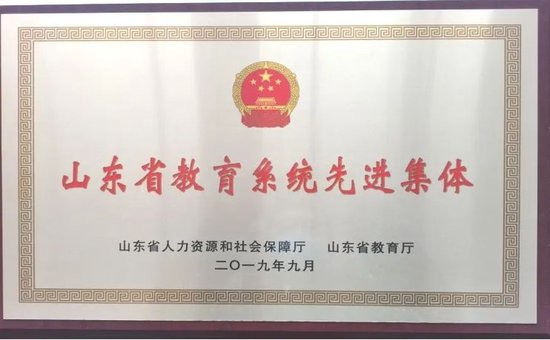 山东省教育系统先进集体
山东省人力资源和社会保障厅 山东省教育厅
二〇一九年九月